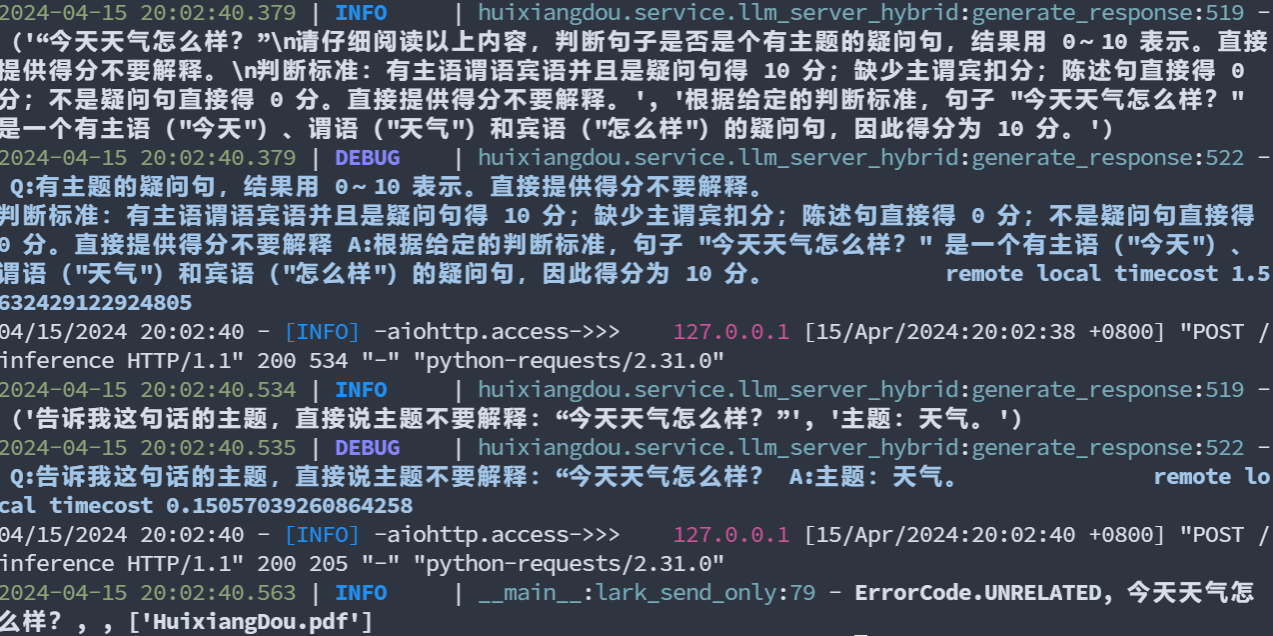 2024-04-15 20:02:40.379 | INFO     | huixiangdou.service.llm_server_hybrid:generate_response:519 -
 ('“今天天气怎么样？”\n请仔细阅读以上内容，判断句子是否是个有主题的疑问句，结果用 0～10 表示。直接
提供得分不要解释。\n判断标准：有主语谓语宾语并且是疑问句得 10 分；缺少主谓宾扣分；陈述句直接得 0
分；不是疑问句直接得 0 分。直接提供得分不要解释。', '根据给定的判断标准，句子 "今天天气怎么样？"
是一个有主语（"今天"）、谓语（"天气"）和宾语（"怎么样"）的疑问句，因此得分为 10 分。')
2024-04-15 20:02:40.379 | DEBUG    | huixiangdou.service.llm_server_hybrid:generate_response:522 -
 Q:有主题的疑问句，结果用 0～10 表示。直接提供得分不要解释。
判断标准：有主语谓语宾语并且是疑问句得 10 分；缺少主谓宾扣分；陈述句直接得 0 分；不是疑问句直接得
0 分。直接提供得分不要解释 A:根据给定的判断标准，句子 "今天天气怎么样？" 是一个有主语（"今天"）、
谓语（"天气"）和宾语（"怎么样"）的疑问句，因此得分为 10 分。              remote local timecost 1.5
632429122924805
04/15/2024 20:02:40 - [INFO] -aiohttp.access->>>    127.0.0.1 [15/Apr/2024:20:02:38 +0800] "POST /
inference HTTP/1.1" 200 534 "-" "python-requests/2.31.0"
2024-04-15 20:02:40.534 | INFO     | huixiangdou.service.llm_server_hybrid:generate_response:519 -
 ('告诉我这句话的主题，直接说主题不要解释：“今天天气怎么样？”', '主题：天气。')
2024-04-15 20:02:40.535 | DEBUG    | huixiangdou.service.llm_server_hybrid:generate_response:522 -
 Q:告诉我这句话的主题，直接说主题不要解释：“今天天气怎么样？ A:主题：天气。              remote lo
cal timecost 0.15057039260864258
04/15/2024 20:02:40 - [INFO] -aiohttp.access->>>    127.0.0.1 [15/Apr/2024:20:02:40 +0800] "POST /
inference HTTP/1.1" 200 205 "-" "python-requests/2.31.0"
2024-04-15 20:02:40.563 | INFO     | __main__:lark_send_only:79 - ErrorCode.UNRELATED, 今天天气怎
么样？, , ['HuixiangDou.pdf']